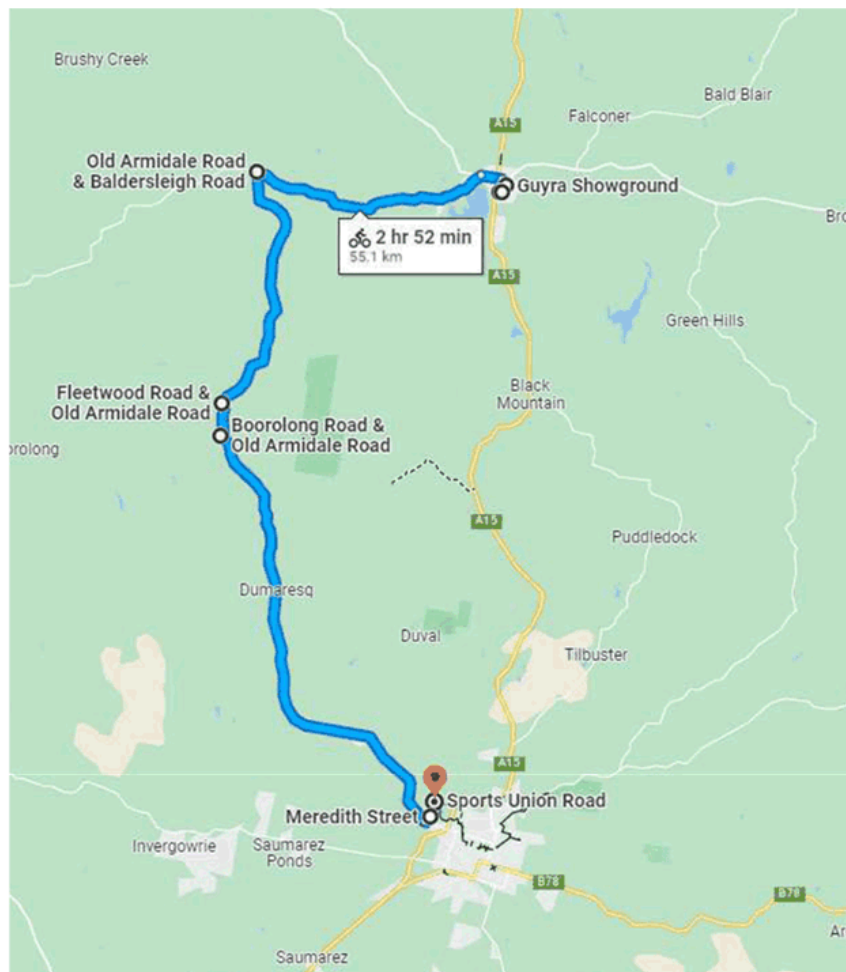 Brushy Creek
Bald Blair
Falconer
A15
Old Armidale Road
& Baldersleigh Road
Guyra Showground
Bro
2 hr 52 min
55.1 km
A15
Green Hills
Black
Mountain
Fleetwood Road &
Old Armidale Road
Boorolong Road &
Old Armidale Road
orolong
A15
Puddledock
Dumaresq
Duval
Tilbuster
A15
Sports Union Road
Meredith Street
Invergowrie
Saumarez
Ponds
B78
B78
Ar
Saumarez